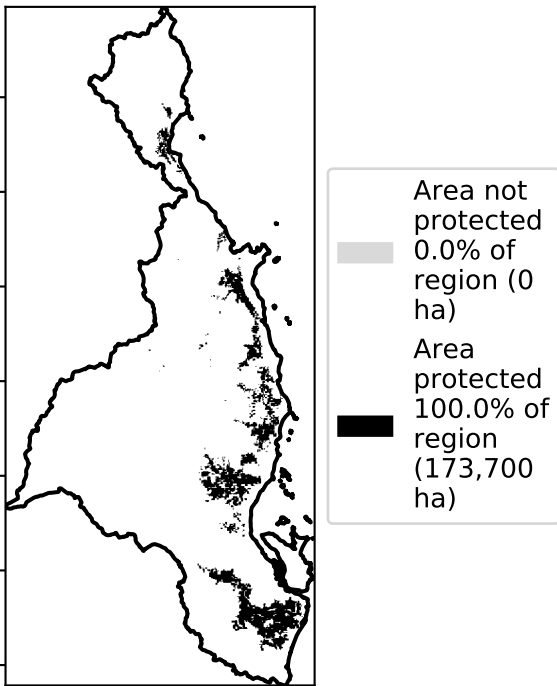 Area not
protected
0.0% of
region (0
ha)
Area
protected
100.0% of
region
(173,700
ha)